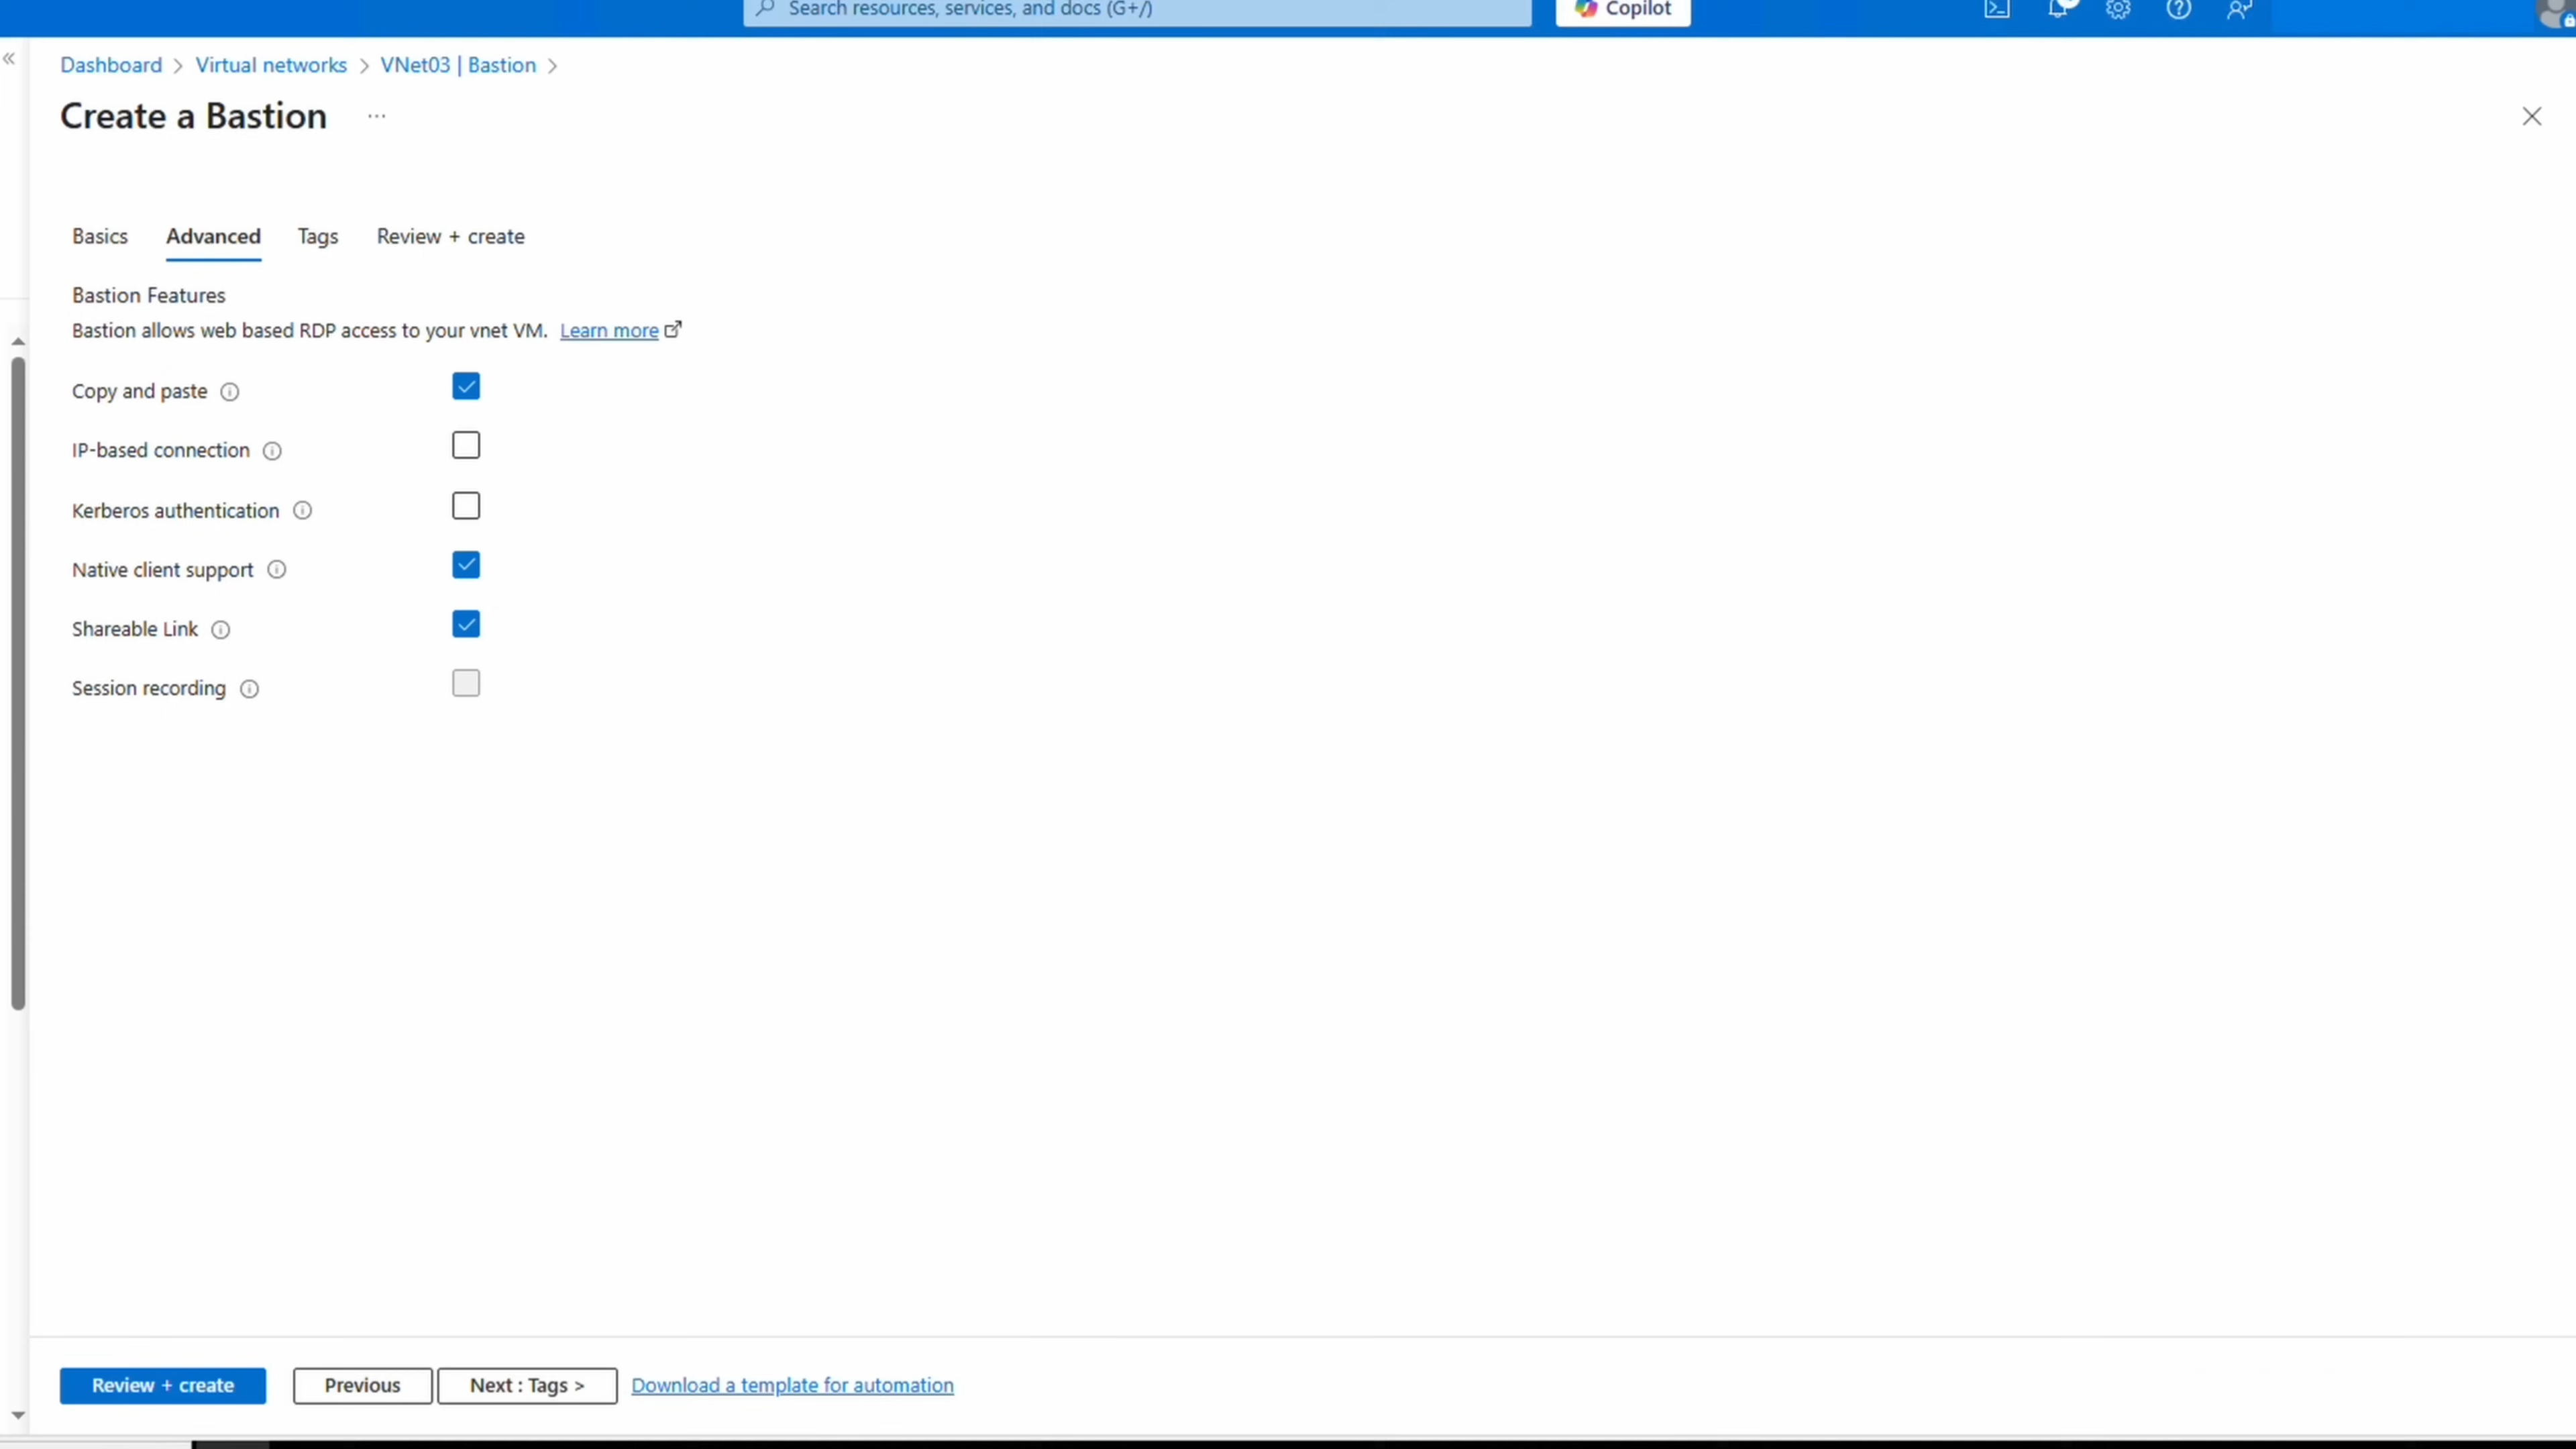 Search resources, services, and docs (G+/)
Copilot
Dashboard > Virtual networks > VNet03 | Bastion >
Create a Bastion ...
Basics Advanced Tags Review + create
Bastion Features
Bastion allows web based RDP access to your vnet VM. Learn more
Copy and paste
IP-based connection
Kerberos authentication
Native client support
Shareable Link
Session recording
Review + create Previous Next : Tags > Download a template for automation